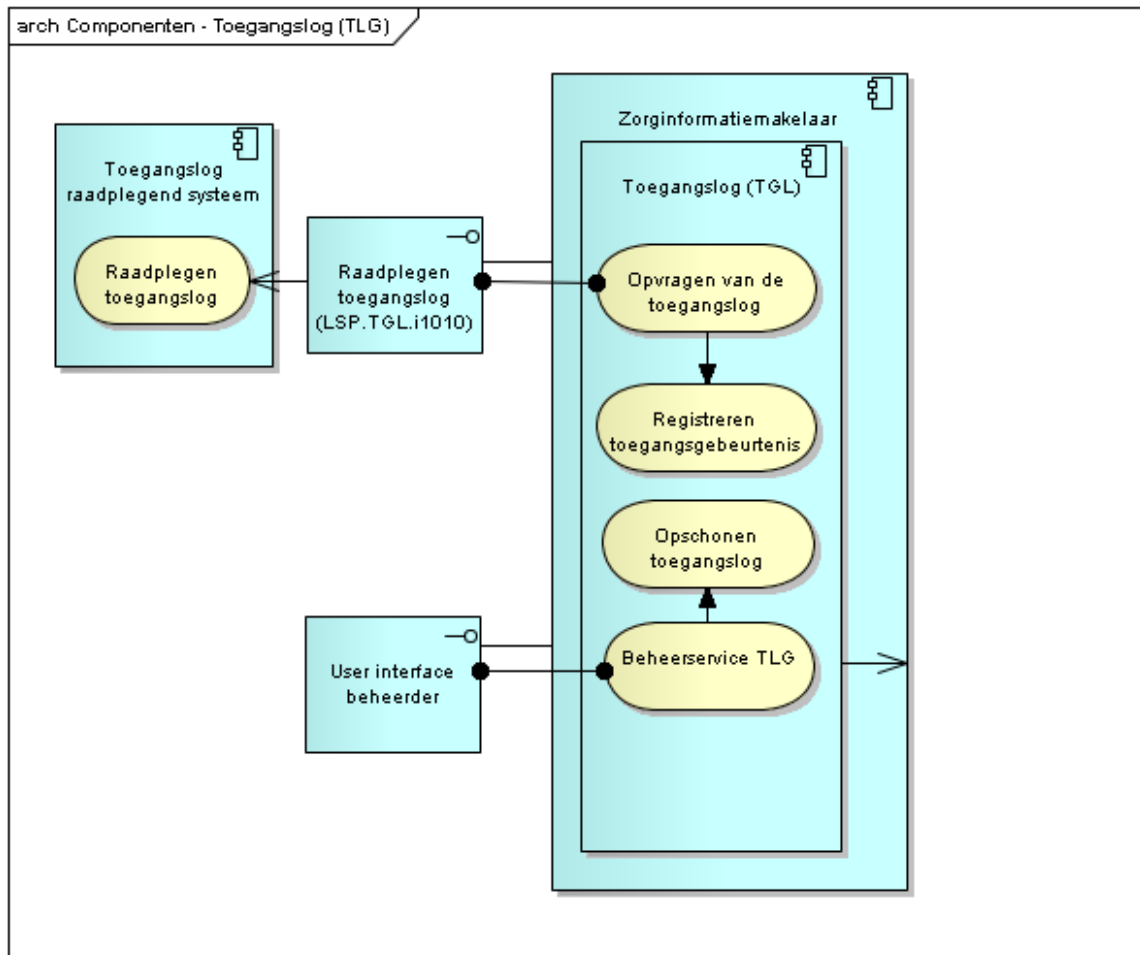 arch Componenten - Toegangslog (TLG)
Zorginformatiemakelaar
Toegangslog
raadplegend systeem
Raadplegen
toegangslog
Raadplegen
toegangslog
(LSP.TGL.i1010)
Toegangslog (TGL)
Opvragen van de
toegangslog
Registreren
toegangsgebeurtenis
Opschonen
toegangslog
Beheerservice TLG
User interface
beheerder